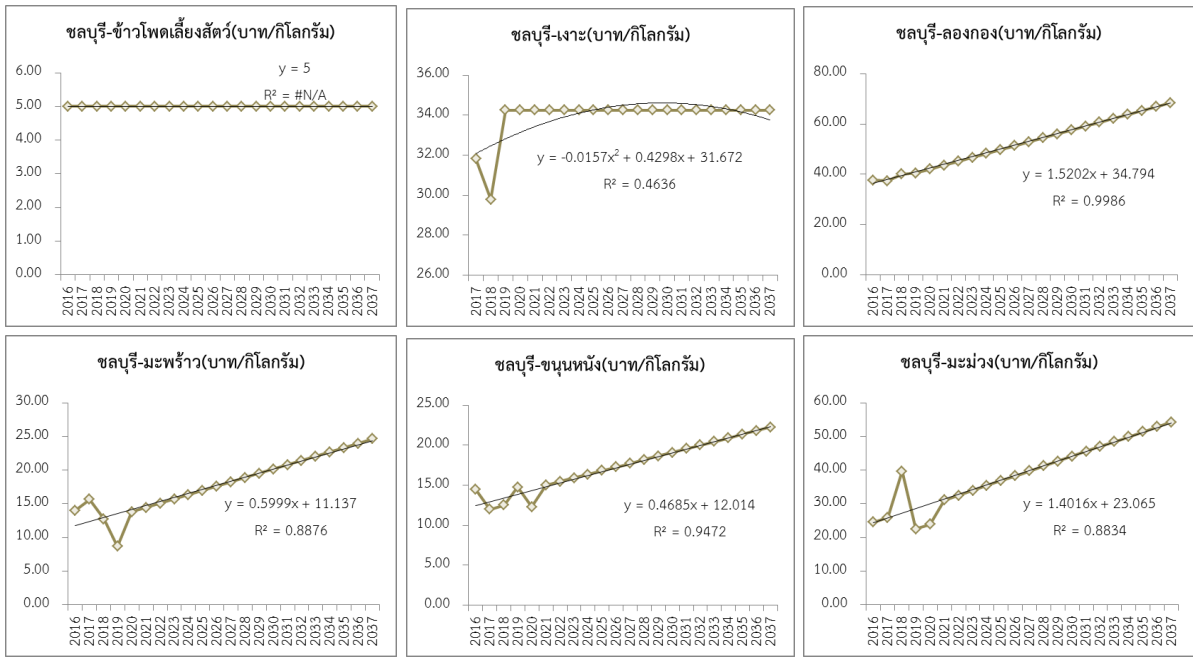 ชลบุรี-ข้าวโพดเลี้ยงสัตว์(บาท/กิโลกรัม)
6.00
5.00
4.00
3.00
2.00
1.00
0.00
y = 5
R² = #N/A
2016 2017 2018 2019 2020 2021 2022 2023 2024 2025 2026 2027 2028 2029 2030 2031 2032 2033 2034 2035 2036 2037
ชลบุรี-เงาะ(บาท/กิโลกรัม)
36.00
34.00
32.00
30.00
28.00
26.00
y = -0.0157x² + 0.4298x + 31.672
R² = 0.4636
2017 2018 2019 2020 2021 2022 2023 2024 2025 2026 2027 2028 2029 2030 2031 2032 2033 2034 2035 2036 2037
ชลบุรี-ลองกอง(บาท/กิโลกรัม)
80.00
60.00
40.00
20.00
0.00
y = 1.5202x + 34.794
R² = 0.9986
2016 2017 2018 2019 2020 2021 2022 2023 2024 2025 2026 2027 2028 2029 2030 2031 2032 2033 2034 2035 2036 2037
ชลบุรี-มะพร้าว(บาท/กิโลกรัม)
30.00
25.00
20.00
15.00
10.00
5.00
0.00
y = 0.5999x + 11.137
R² = 0.8876
2016 2017 2018 2019 2020 2021 2022 2023 2024 2025 2026 2027 2028 2029 2030 2031 2032 2033 2034 2035 2036 2037
ชลบุรี-ขนุนหนัง(บาท/กิโลกรัม)
25.00
20.00
15.00
10.00
5.00
0.00
y = 0.4685x + 12.014
R² = 0.9472
2016 2017 2018 2019 2020 2021 2022 2023 2024 2025 2026 2027 2028 2029 2030 2031 2032 2033 2034 2035 2036 2037
ชลบุรี-มะม่วง(บาท/กิโลกรัม)
60.00
50.00
40.00
30.00
20.00
10.00
0.00
y = 1.4016x + 23.065
R² = 0.8834
2016 2017 2018 2019 2020 2021 2022 2023 2024 2025 2026 2027 2028 2029 2030 2031 2032 2033 2034 2035 2036 2037